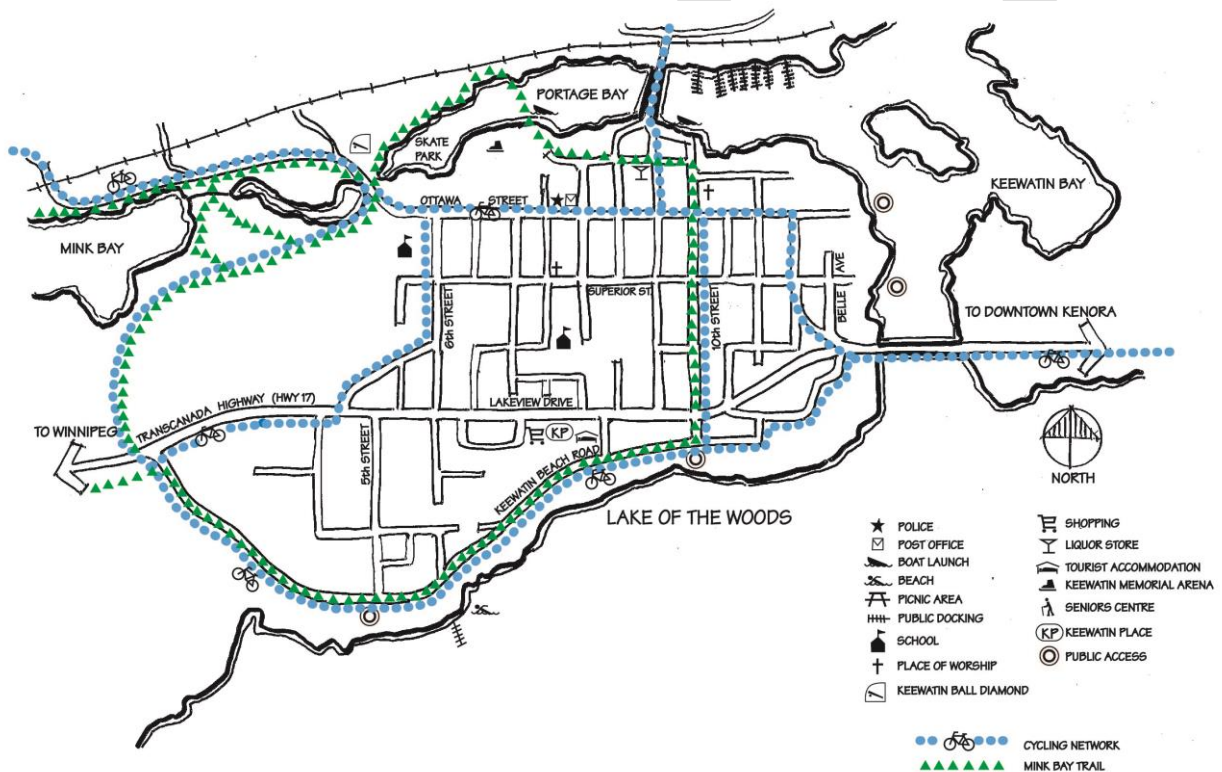 PORTAGE BAY
SKATE
PARK
KEEWATIN BAY
OTTAWA STREET
MINK BAY
SUPERIOR ST.
BELLE AVE
6th STREET
10th STREET
TO DOWNTOWN KENORA
LAKEVIEW DRIVE
TRANSCANADA HIGHWAY (HWY 17)
TO WINNIPEG
KP
5th STREET
KEEWATIN BEACH ROAD
NORTH
LAKE OF THE WOODS
POLICE
POST OFFICE
BOAT LAUNCH
BEACH
PICNIC AREA
PUBLIC DOCKING
SCHOOL
PLACE OF WORSHIP
KEEWATIN BALL DIAMOND
SHOPPING
LIQUOR STORE
TOURIST ACCOMMODATION
KEEWATIN MEMORIAL ARENA
SENIORS CENTRE
KP KEEWATIN PLACE
PUBLIC ACCESS
CYCLING NETWORK
MINK BAY TRAIL